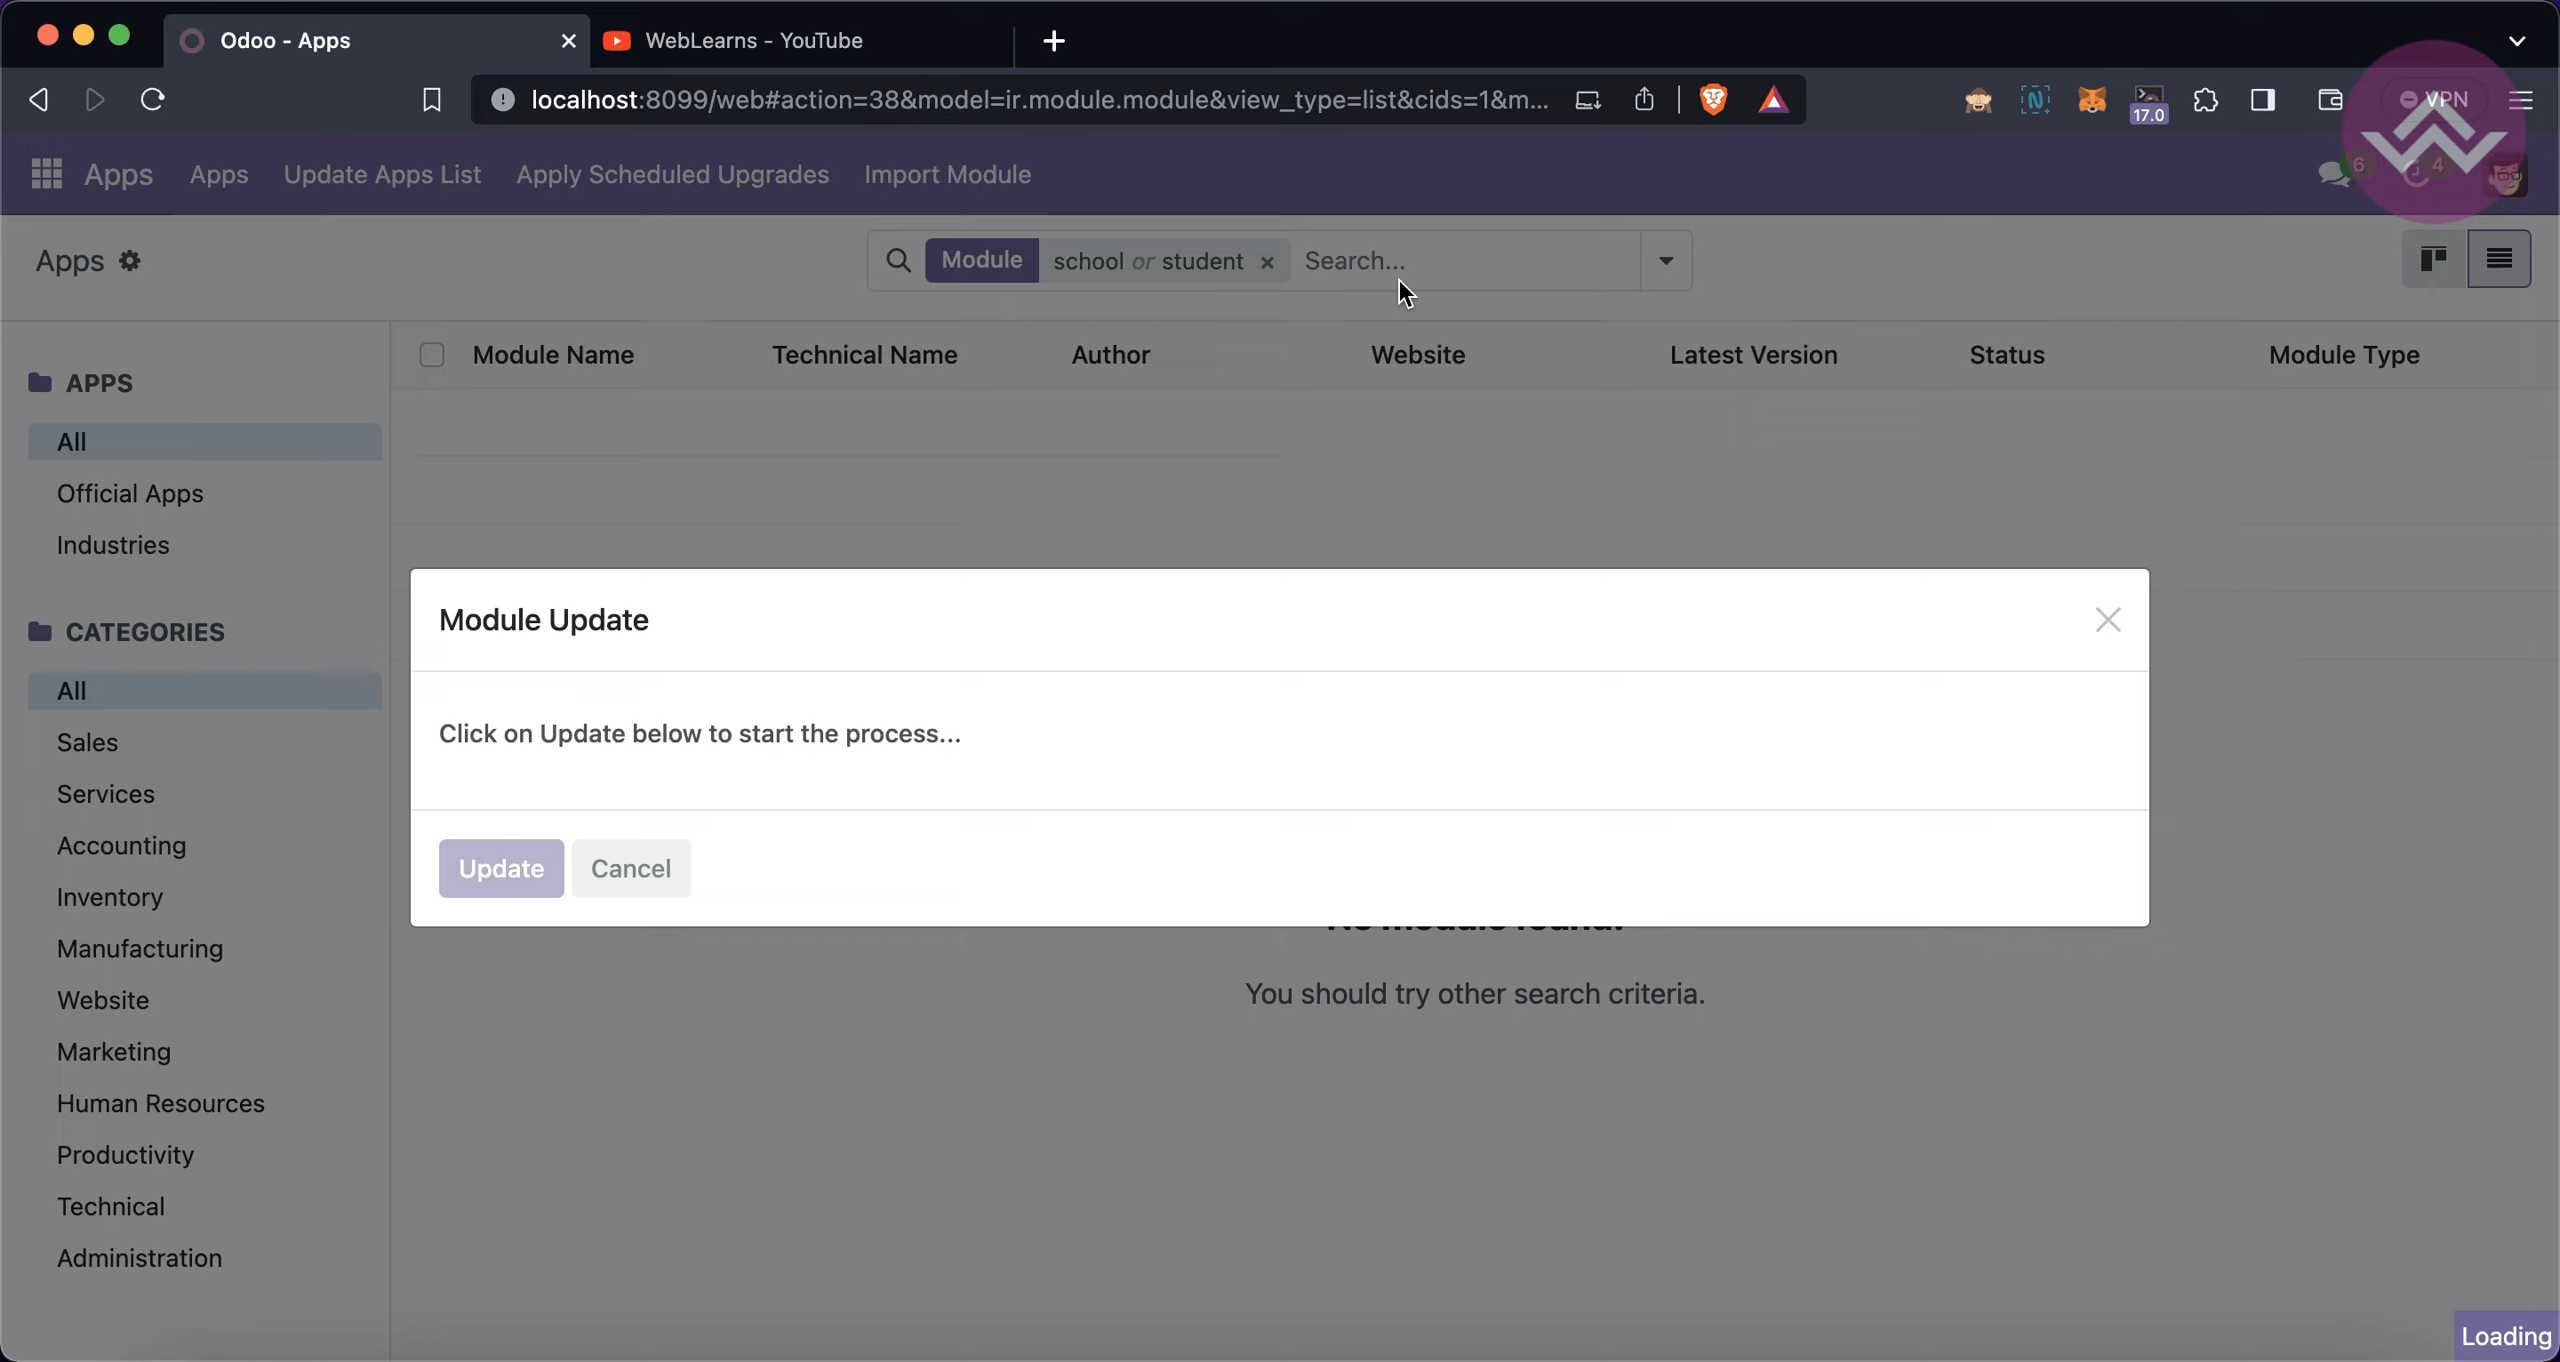 Odoo - Apps
WebLearns - YouTube
localhost:8099/web#action=38&model=ir.module.module&view_type=list&cids=1&m...
17.0
VPN
Apps
Apps
Update Apps List
Apply Scheduled Upgrades
Import Module
6
4
Apps
Module
school or student
Search...
Module Name
Technical Name
Author
Website
Latest Version
Status
Module Type
APPS
All
Official Apps
Industries
CATEGORIES
All
Sales
Services
Accounting
Inventory
Manufacturing
Website
Marketing
Human Resources
Productivity
Technical
Administration
Module Update
Click on Update below to start the process...
Update
Cancel
You should try other search criteria.
Loading